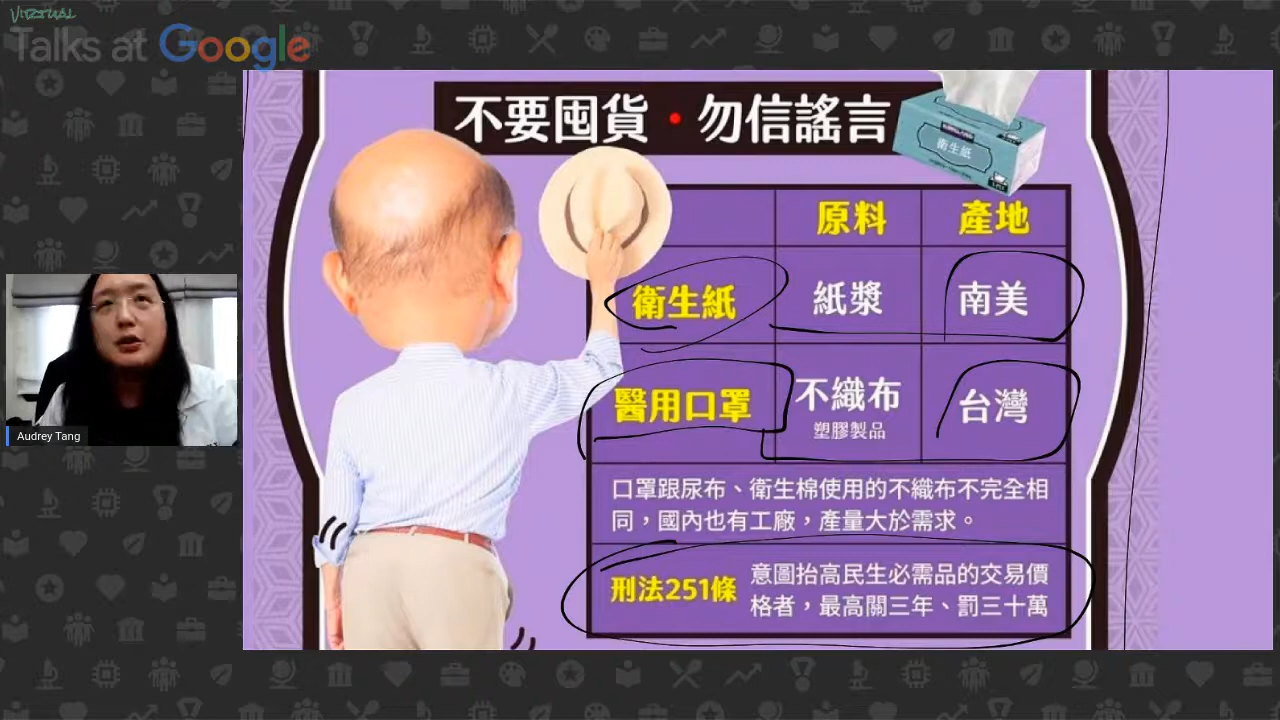 VIRTUAL
Talks at Google
不要囤貨・勿信謠言
衛生紙
原料
產地
衛生紙
紙漿
南美
醫用口罩
不織布
塑膠製品
台灣
口罩跟尿布、衛生棉使用的不織布不完全相
同，國內也有工廠，產量大於需求。
刑法251條
意圖抬高民生必需品的交易價
格者，最高關三年、罰三十萬
Audrey Tang